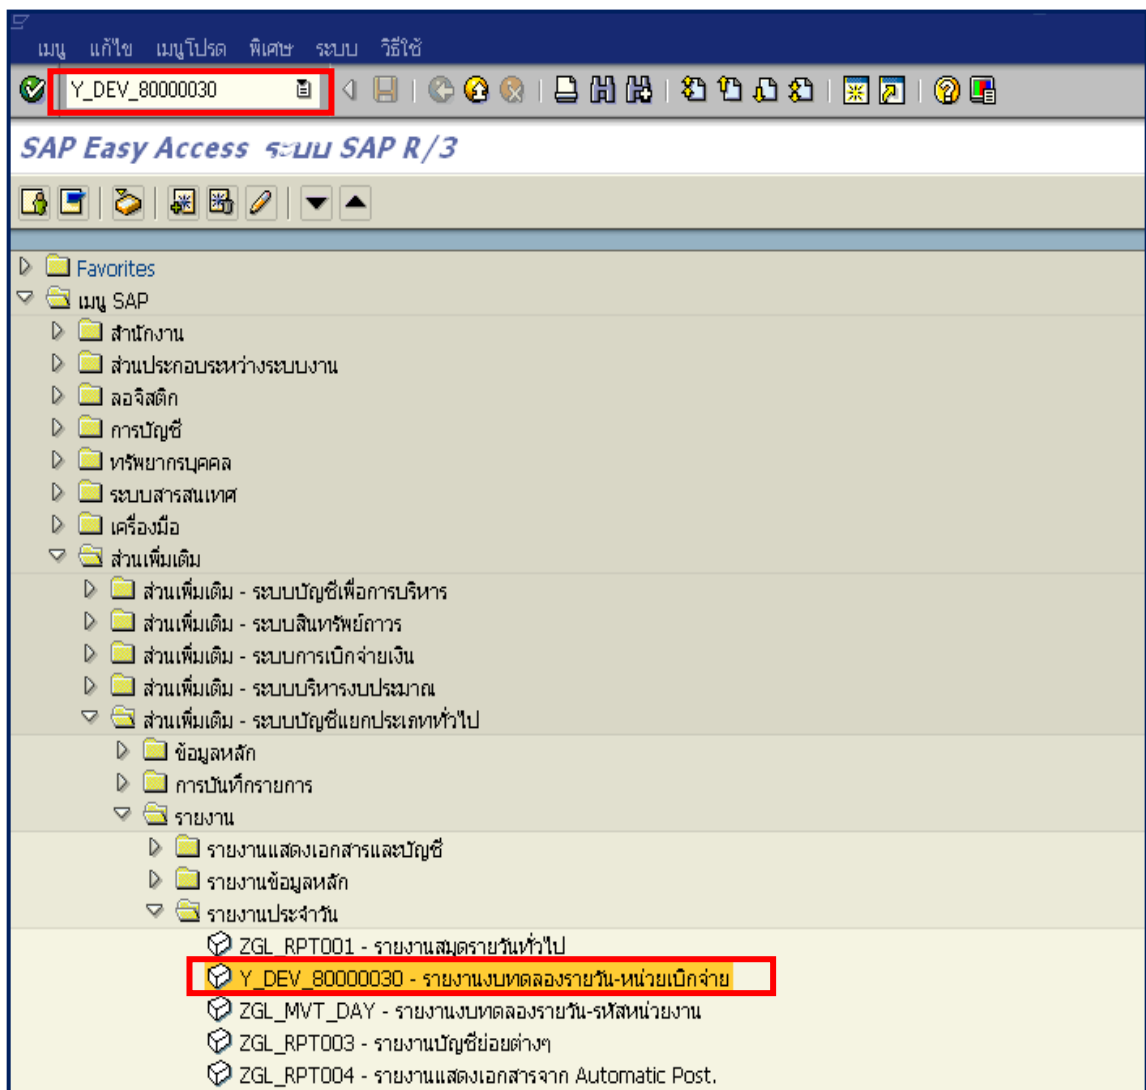 เมนู แก้ไข เมนูโปรด พิเศษ ระบบ วิธีใช้
Y_DEV_80000030
SAP Easy Access ระบบ SAP R/3
Favorites
เมนู SAP
สำนักงาน
ส่วนประกอบระหว่างระบบงาน
ลอจิสติก
การบัญชี
ทรัพยากรบุคคล
ระบบสารสนเทศ
เครื่องมือ
ส่วนเพิ่มเติม
ส่วนเพิ่มเติม - ระบบบัญชีเพื่อการบริหาร
ส่วนเพิ่มเติม - ระบบสินทรัพย์ถาวร
ส่วนเพิ่มเติม - ระบบการเบิกจ่ายเงิน
ส่วนเพิ่มเติม - ระบบบริหารงบประมาณ
ส่วนเพิ่มเติม - ระบบบัญชีแยกประเภททั่วไป
ข้อมูลหลัก
การบันทึกรายการ
รายงาน
รายงานแสดงเอกสารและบัญชี
รายงานข้อมูลหลัก
รายงานประจำวัน
ZGL_RPT001 - รายงานสมุดรายวันทั่วไป
Y_DEV_80000030 - รายงานงบทดลองรายวัน-หน่วยเบิกจ่าย
ZGL_MVT_DAY - รายงานงบทดลองรายวัน-รหัสหน่วยงาน
ZGL_RPT003 - รายงานบัญชีย่อยต่างๆ
ZGL_RPT004 - รายงานแสดงเอกสารจาก Automatic Post.